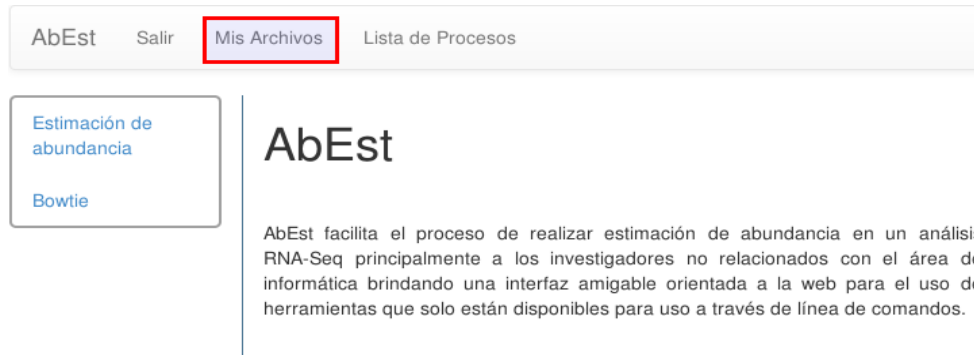 AbEst Salir Mis Archivos Lista de Procesos
Estimación de
abundancia
Bowtie
AbEst
AbEst facilita el proceso de realizar estimación de abundancia en un análisis
RNA-Seq principalmente a los investigadores no relacionados con el área de
informática brindando una interfaz amigable orientada a la web para el uso de
herramientas que solo están disponibles para uso a través de línea de comandos.